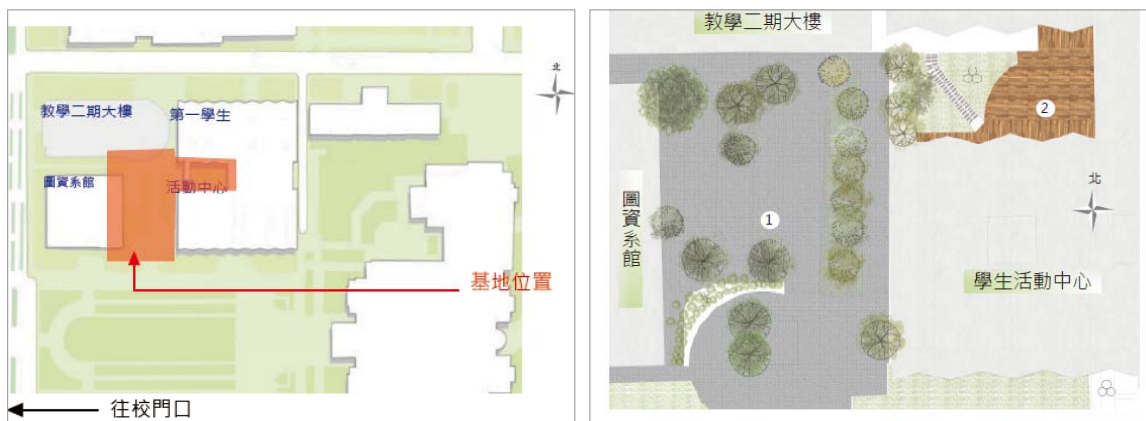 北
教學二期大樓
第一學生
圖資系館
活動中心
基地位置
往校門口
教學二期大樓
2
北
圖資系館
1
學生活動中心